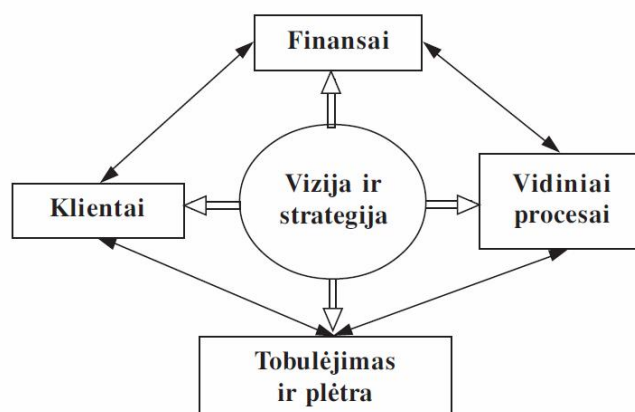 Finansai
Klientai
Vizija ir
strategija
Vidiniai
procesai
Tobulėjimas
ir plėtra